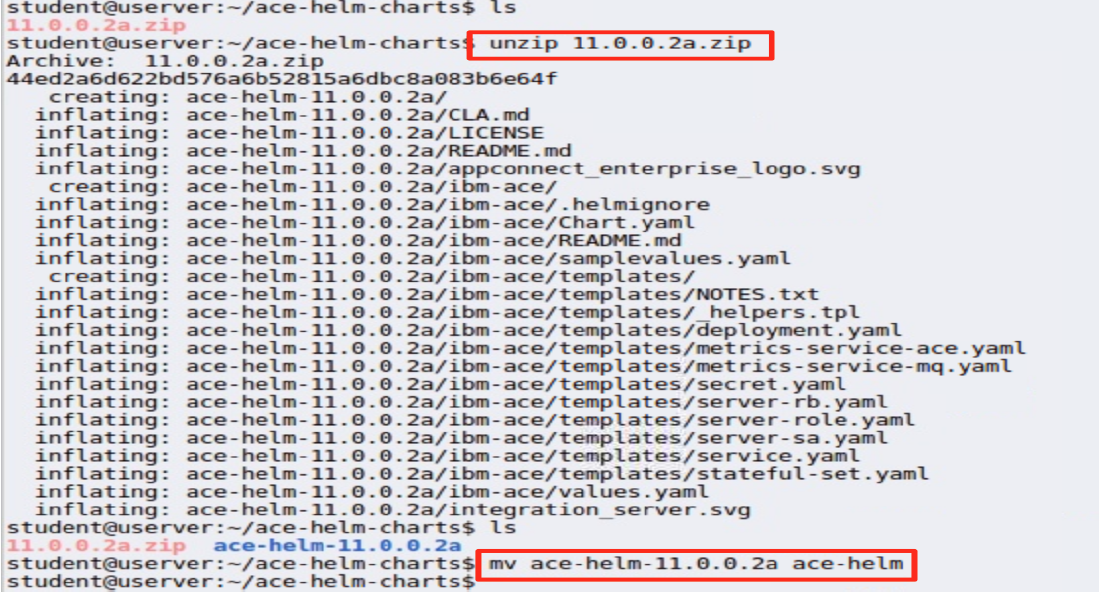 student@userver:~/ace-helm-charts$ ls
11.0.0.2a.zip
student@userver:~/ace-helm-charts$ unzip 11.0.0.2a.zip
Archive:  11.0.0.2a.zip
44ed2a6d622bd576a6b52815a6dbc8a083b6e64f
   creating: ace-helm-11.0.0.2a/
  inflating: ace-helm-11.0.0.2a/CLA.md
  inflating: ace-helm-11.0.0.2a/LICENSE
  inflating: ace-helm-11.0.0.2a/README.md
  inflating: ace-helm-11.0.0.2a/appconnect_enterprise_logo.svg
   creating: ace-helm-11.0.0.2a/ibm-ace/
  inflating: ace-helm-11.0.0.2a/ibm-ace/.helmignore
  inflating: ace-helm-11.0.0.2a/ibm-ace/Chart.yaml
  inflating: ace-helm-11.0.0.2a/ibm-ace/README.md
  inflating: ace-helm-11.0.0.2a/ibm-ace/samplevalues.yaml
   creating: ace-helm-11.0.0.2a/ibm-ace/templates/
  inflating: ace-helm-11.0.0.2a/ibm-ace/templates/NOTES.txt
  inflating: ace-helm-11.0.0.2a/ibm-ace/templates/_helpers.tpl
  inflating: ace-helm-11.0.0.2a/ibm-ace/templates/deployment.yaml
  inflating: ace-helm-11.0.0.2a/ibm-ace/templates/metrics-service-ace.yaml
  inflating: ace-helm-11.0.0.2a/ibm-ace/templates/metrics-service-mq.yaml
  inflating: ace-helm-11.0.0.2a/ibm-ace/templates/secret.yaml
  inflating: ace-helm-11.0.0.2a/ibm-ace/templates/server-rb.yaml
  inflating: ace-helm-11.0.0.2a/ibm-ace/templates/server-role.yaml
  inflating: ace-helm-11.0.0.2a/ibm-ace/templates/server-sa.yaml
  inflating: ace-helm-11.0.0.2a/ibm-ace/templates/service.yaml
  inflating: ace-helm-11.0.0.2a/ibm-ace/templates/stateful-set.yaml
  inflating: ace-helm-11.0.0.2a/ibm-ace/values.yaml
  inflating: ace-helm-11.0.0.2a/integration_server.svg
student@userver:~/ace-helm-charts$ ls
11.0.0.2a.zip  ace-helm-11.0.0.2a
student@userver:~/ace-helm-charts$ mv ace-helm-11.0.0.2a ace-helm
student@userver:~/ace-helm-charts$